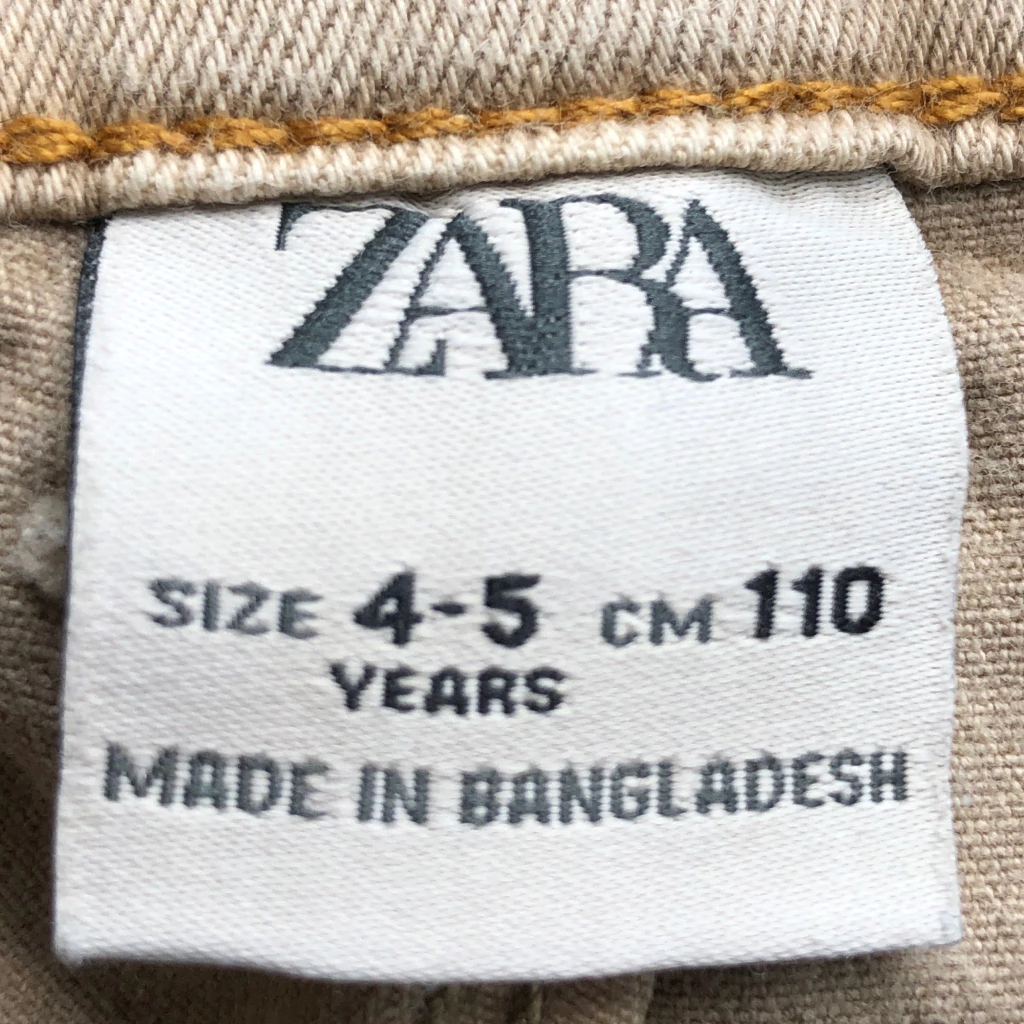 ZARA
SIZE 4-5 CM 110
YEARS
MADE IN BANGLADESH